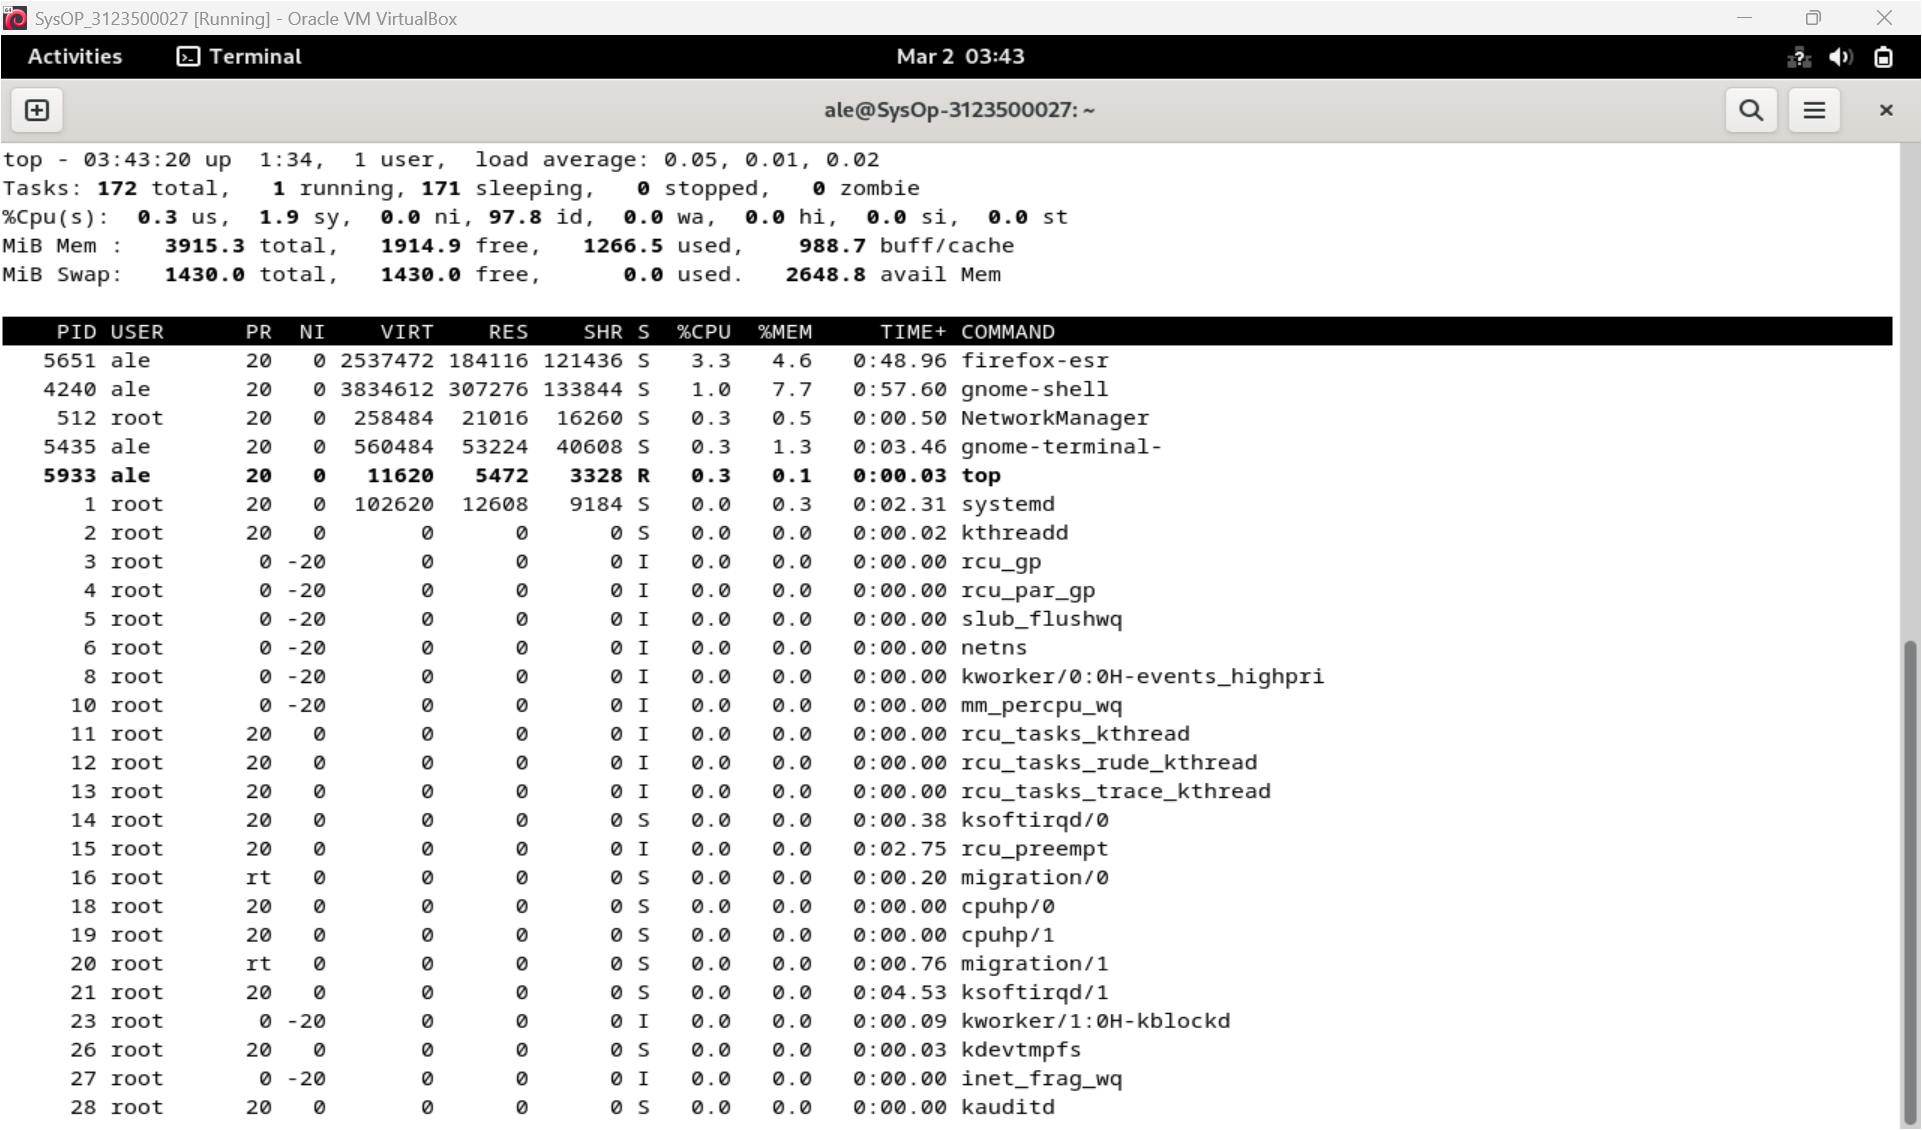 SysOP_3123500027 [Running] - Oracle VM VirtualBox
Activities Terminal Mar 2 03:43
ale@SysOp-3123500027: ~
top - 03:43:20 up  1:34,  1 user,  load average: 0.05, 0.01, 0.02
Tasks: 172 total,   1 running, 171 sleeping,   0 stopped,   0 zombie
%Cpu(s):  0.3 us,  1.9 sy,  0.0 ni, 97.8 id,  0.0 wa,  0.0 hi,  0.0 si,  0.0 st
MiB Mem :   3915.3 total,   1914.9 free,   1266.5 used,    988.7 buff/cache
MiB Swap:   1430.0 total,   1430.0 free,      0.0 used.   2648.8 avail Mem
PID USER      PR  NI    VIRT    RES    SHR S  %CPU  %MEM     TIME+ COMMAND
5651 ale       20   0 2537472 184116 121436 S   3.3   4.6   0:48.96 firefox-esr
4240 ale       20   0 3834612 307276 133844 S   1.0   7.7   0:57.60 gnome-shell
512 root      20   0  258484  21016  16260 S   0.3   0.5   0:00.50 NetworkManager
5435 ale       20   0  560484  53224  40608 S   0.3   1.3   0:03.46 gnome-terminal-
5933 ale       20   0   11620   5472   3328 R   0.3   0.1   0:00.03 top
1 root      20   0  102620  12608   9184 S   0.0   0.3   0:02.31 systemd
2 root      20   0       0      0      0 S   0.0   0.0   0:00.02 kthreadd
3 root       0 -20       0      0      0 I   0.0   0.0   0:00.00 rcu_gp
4 root       0 -20       0      0      0 I   0.0   0.0   0:00.00 rcu_par_gp
5 root       0 -20       0      0      0 I   0.0   0.0   0:00.00 slub_flushwq
6 root       0 -20       0      0      0 I   0.0   0.0   0:00.00 netns
8 root       0 -20       0      0      0 I   0.0   0.0   0:00.00 kworker/0:0H-events_highpri
10 root       0 -20       0      0      0 I   0.0   0.0   0:00.00 mm_percpu_wq
11 root      20   0       0      0      0 I   0.0   0.0   0:00.00 rcu_tasks_kthread
12 root      20   0       0      0      0 I   0.0   0.0   0:00.00 rcu_tasks_rude_kthread
13 root      20   0       0      0      0 I   0.0   0.0   0:00.00 rcu_tasks_trace_kthread
14 root      20   0       0      0      0 S   0.0   0.0   0:00.38 ksoftirqd/0
15 root      20   0       0      0      0 I   0.0   0.0   0:02.75 rcu_preempt
16 root      rt   0       0      0      0 S   0.0   0.0   0:00.20 migration/0
18 root      20   0       0      0      0 S   0.0   0.0   0:00.00 cpuhp/0
19 root      20   0       0      0      0 S   0.0   0.0   0:00.00 cpuhp/1
20 root      rt   0       0      0      0 S   0.0   0.0   0:00.76 migration/1
21 root      20   0       0      0      0 S   0.0   0.0   0:04.53 ksoftirqd/1
23 root       0 -20       0      0      0 I   0.0   0.0   0:00.09 kworker/1:0H-kblockd
26 root      20   0       0      0      0 S   0.0   0.0   0:00.03 kdevtmpfs
27 root       0 -20       0      0      0 I   0.0   0.0   0:00.00 inet_frag_wq
28 root      20   0       0      0      0 S   0.0   0.0   0:00.00 kauditd